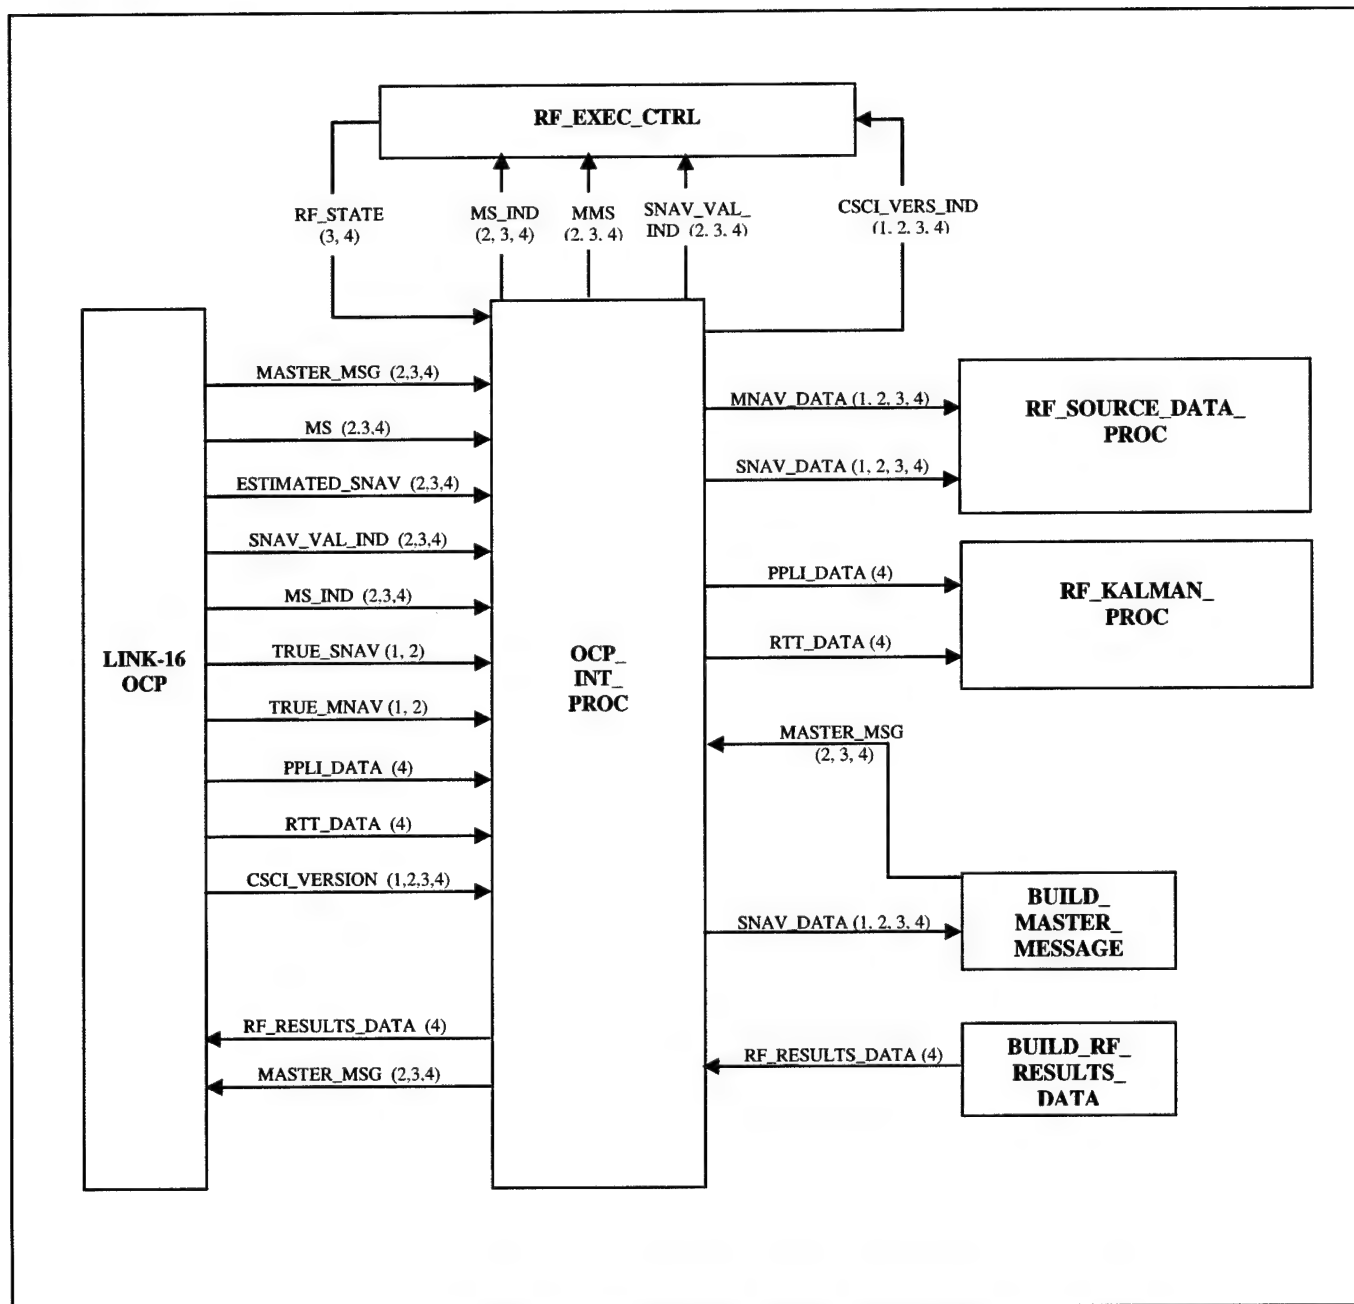 RF_EXEC_CTRL
RF_STATE
(3, 4)
MS_IND
(2, 3, 4)
MMS
(2, 3, 4)
SNAV_VAL_
IND (2, 3, 4)
CSCI_VERS_IND
(1, 2, 3, 4)
LINK-16
OCP
MASTER_MSG (2,3,4)
MS (2,3,4)
ESTIMATED_SNAV (2,3,4)
SNAV_VAL_IND (2,3,4)
MS_IND (2,3,4)
TRUE_SNAV (1, 2)
TRUE_MNAV (1, 2)
PPLI_DATA (4)
RTT_DATA (4)
CSCI_VERSION (1,2,3,4)
RF_RESULTS_DATA (4)
MASTER_MSG (2,3,4)
OCP_
INT_
PROC
MNAV_DATA (1, 2, 3, 4)
SNAV_DATA (1, 2, 3, 4)
RF_SOURCE_DATA_
PROC
PPLI_DATA (4)
RTT_DATA (4)
RF_KALMAN_
PROC
MASTER_MSG
(2, 3, 4)
SNAV_DATA (1, 2, 3, 4)
BUILD_
MASTER_
MESSAGE
RF_RESULTS_DATA (4)
BUILD_RF_
RESULTS_
DATA